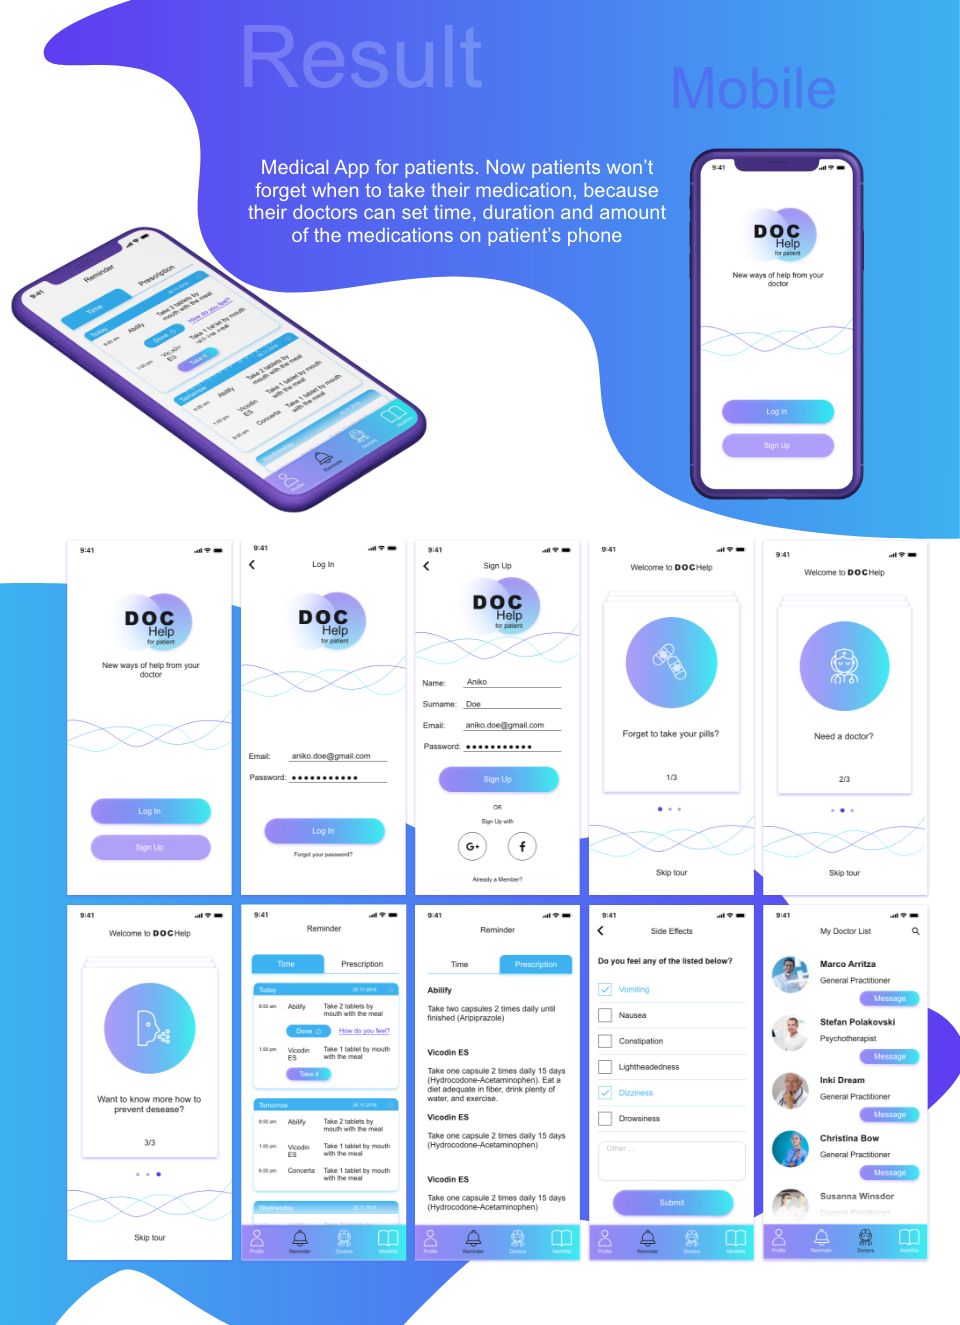 Result
Mobile
Medical App for patients. Now patients won't
forget when to take their medication, because
their doctors can set time, duration and amount
of the medications on patient's phone
9:41
Reminder
Time
Prescription
Today
8:00 am
Abilify
Take 2 tablets by
mouth with the meal
Done
How do you feel?
1:00 pm
Vicodin
ES
Take 1 tablet by mouth
with the meal
Take it
Tomorrow
8:00 am
Abilify
Take 2 tablets by
mouth with the meal
1:00 pm
Vicodin
ES
Take 1 tablet by mouth
with the meal
6:00 pm
Concerta
Take 1 tablet by mouth
with the meal
Wednesday
Profile
Reminder
Doctors
9:41
DOC
Help
for patient
New ways of help from your
doctor
Log In
Sign Up
9:41
DOC
Help
for patient
New ways of help from your
doctor
Log In
Sign Up
9:41
Log In
DOC
Help
for patient
Email: aniko.doe@gmail.com
Password:
Log In
Forgot your password?
9:41
Sign Up
DOC
Help
for patient
Name: Aniko
Surname: Doe
Email: aniko.doe@gmail.com
Password:
Sign Up
OR
Sign Up with
G+
f
Already a Member?
9:41
Welcome to DOCHelp
Forget to take your pills?
1/3
Skip tour
9:41
Welcome to DOCHelp
Need a doctor?
2/3
Skip tour
9:41
Welcome to DOCHelp
Want to know more how to
prevent desease?
3/3
Skip tour
9:41
Reminder
Time Prescription
Today 25.11.2019
8:00 am Abilify Take 2 tablets by
mouth with the meal
Done How do you feel?
1:00 pm Vicodin Take 1 tablet by mouth
ES with the meal
Take it
Tomorrow 26.11.2019
8:00 am Abilify Take 2 tablets by
mouth with the meal
1:00 pm Vicodin Take 1 tablet by mouth
ES with the meal
6:00 pm Concerta Take 1 tablet by mouth
with the meal
Wednesday
Profile Reminder Doctors
9:41
Reminder
Time Prescription
Abilify
Take two capsules 2 times daily until
finished (Aripiprazole)
Vicodin ES
Take one capsule 2 times daily 15 days
(Hydrocodone-Acetaminophen). Eat a
diet adequate in fiber, drink plenty of
water, and exercise.
Vicodin ES
Take one capsule 2 times daily 15 days
(Hydrocodone-Acetaminophen)
Vicodin ES
Take one capsule 2 times daily 15 days
(Hydrocodone-Acetaminophen)
Profile Reminder Doctors
9:41
Side Effects
Do you feel any of the listed below?
Vomiting
Nausea
Constipation
Lightheadedness
Dizziness
Drowsiness
Other ...
Submit
Profile Reminder Doctors
9:41
My Doctor List
Marco Arritza
General Practitioner
Message
Stefan Polakovski
Psychotherapist
Message
Inki Dream
General Practitioner
Message
Christina Bow
General Practitioner
Message
Susanna Winsdor
General Practitioner
Profile Reminder Doctors